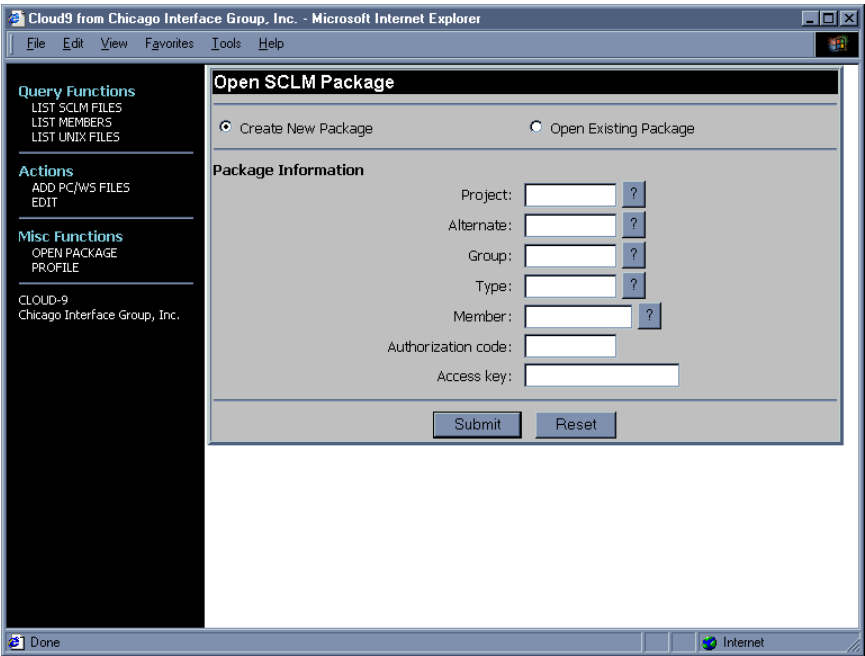 Cloud9 from Chicago Interface Group, Inc. - Microsoft Internet Explorer
File Edit View Favorites Tools Help
Query Functions
LIST SCLM FILES
LIST MEMBERS
LIST UNIX FILES
Actions
ADD PC/WS FILES
EDIT
Misc Functions
OPEN PACKAGE
PROFILE
CLOUD-9
Chicago Interface Group, Inc.
Open SCLM Package
Create New Package Open Existing Package
Package Information
Project: ?
Alternate: ?
Group: ?
Type: ?
Member: ?
Authorization code:
Access key:
Submit Reset
Done Internet